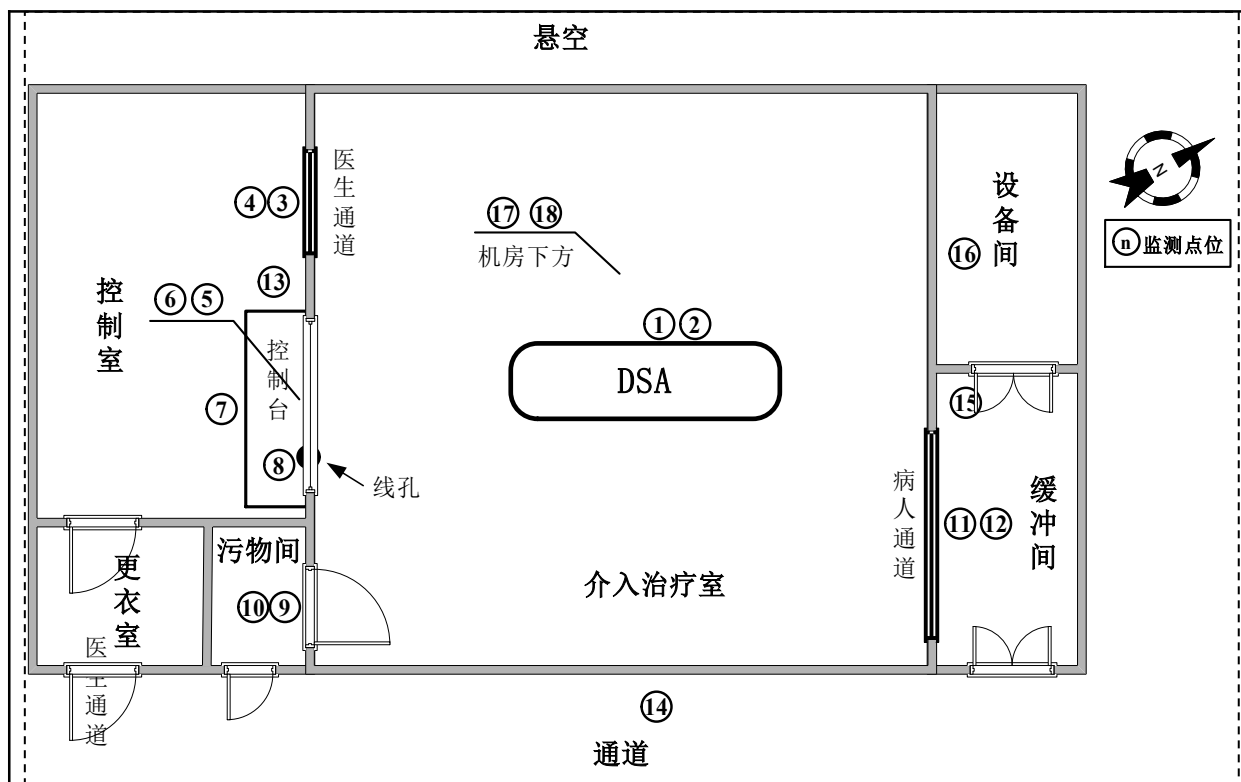 悬空
医生通道
④③
⑰⑱
机房下方
设备间
⑯
N
ⓝ监测点位
控制室
⑬
⑥⑤
控制台
①②
DSA
⑦
⑮
⑧
线孔
病人通道
⑪⑫
缓冲间
污物间
更衣室
⑩⑨
介入治疗室
医生通道
⑭
通道